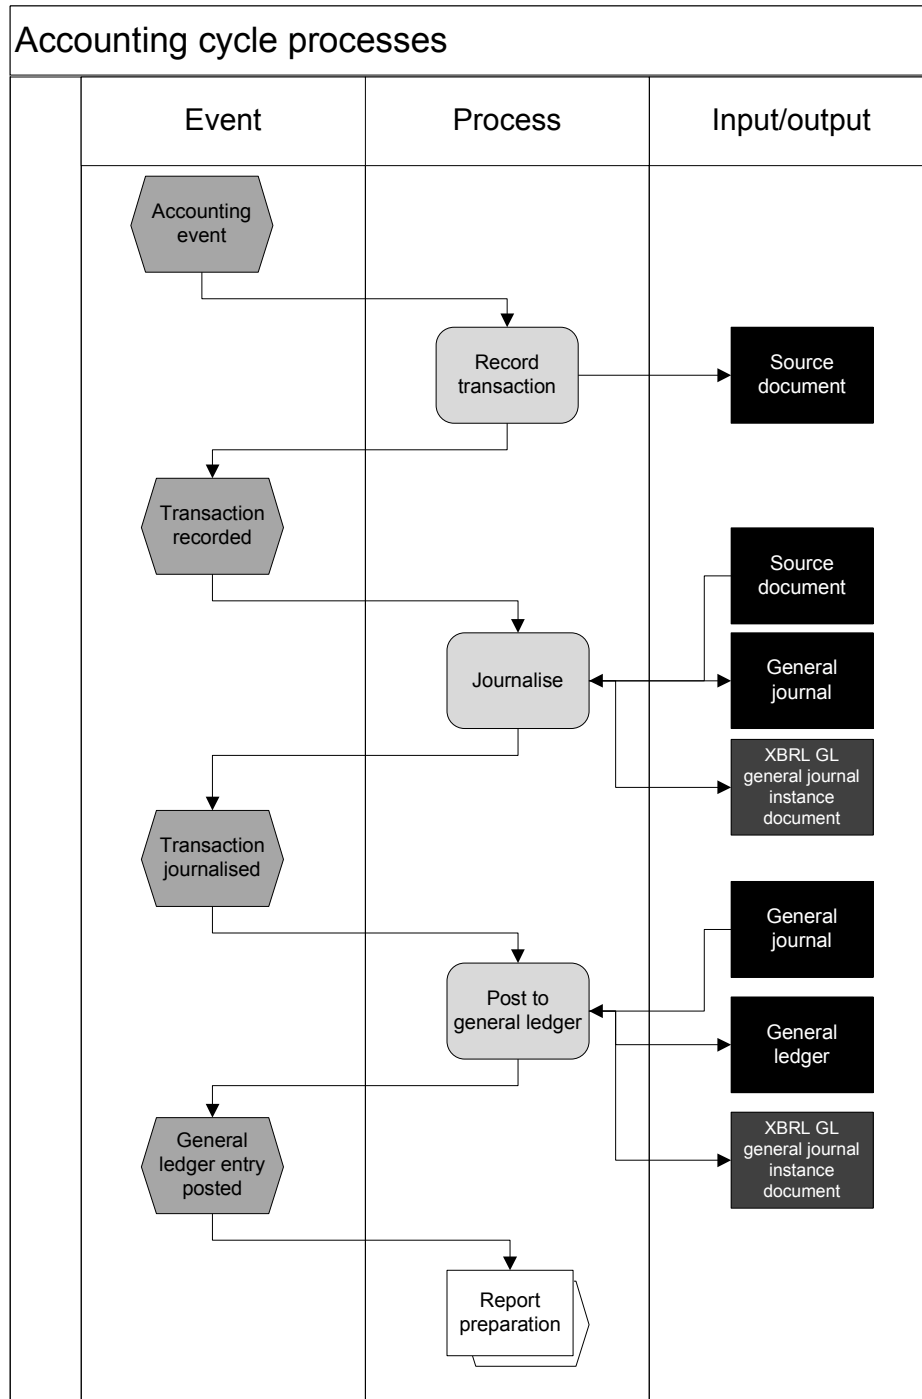 Accounting cycle processes
Event
Process
Input/output
Accounting
event
Record
transaction
Source
document
Transaction
recorded
Source
document
Journalise
General
journal
XBRL GL
general journal
instance
document
Transaction
journalised
General
journal
Post to
general ledger
General
ledger
XBRL GL
general journal
instance
document
General
ledger entry
posted
Report
preparation